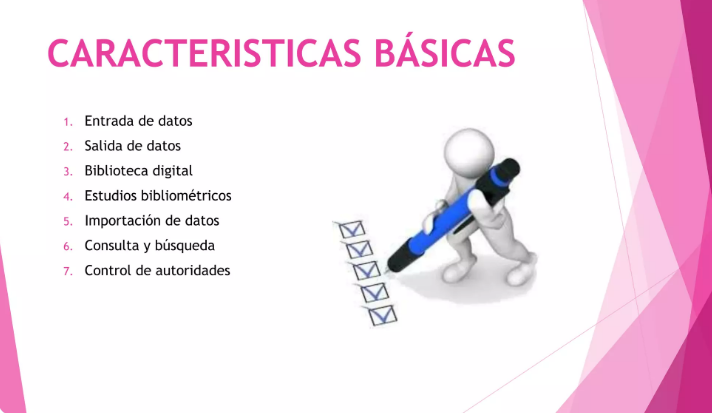 CARACTERISTICAS BÁSICAS
1. Entrada de datos
2. Salida de datos
3. Biblioteca digital
4. Estudios bibliométricos
5. Importación de datos
6. Consulta y búsqueda
7. Control de autoridades